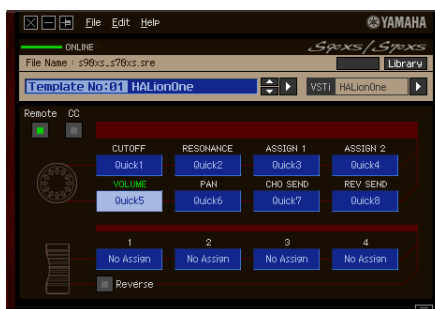 File Edit Help YAMAHA
ONLINE S90XS/S70XS
File Name : s90xs_s70xs.sre Library
Template No:01 HALionOne VSTi HALionOne
Remote CC
CUTOFF RESONANCE ASSIGN 1 ASSIGN 2
Quick1 Quick2 Quick3 Quick4
VOLUME PAN CHO SEND REV SEND
Quick5 Quick6 Quick7 Quick8
1 2 3 4
No Assign No Assign No Assign No Assign
Reverse